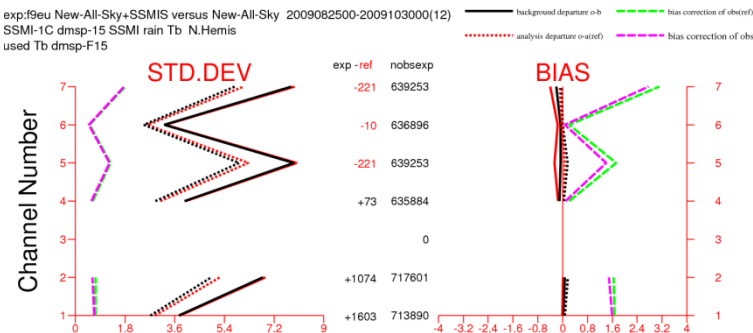 exp:f9eu New-All-Sky+SSMIS versus New-All-Sky 2009082500-2009103000(12)
SSMI-1C dmsp-15 SSMI rain Tb N.Hemis
used Tb dmsp-F15
background departure o-b
bias correction of obs(ref)
analysis departure o-a(ref)
bias correction of obs
STD.DEV
exp - ref
nobsexp
BIAS
Channel Number
7 -221 639253 7
6 -10 636896 6
5 -221 639253 5
4 +73 635884 4
3 0 3
2 +1074 717601 2
1 +1603 713890 1
0 1.8 3.6 5.4 7.2 9
-4 -3.2 -2.4 -1.6 -0.8 0 0.8 1.6 2.4 3.2 4